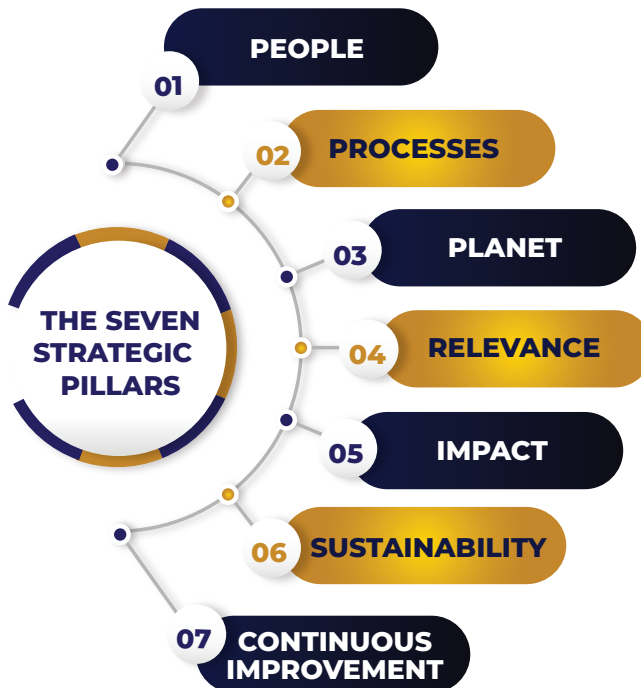 THE SEVEN
STRATEGIC
PILLARS
01
PEOPLE
02
PROCESSES
03
PLANET
04
RELEVANCE
05
IMPACT
06
SUSTAINABILITY
07
CONTINUOUS
IMPROVEMENT